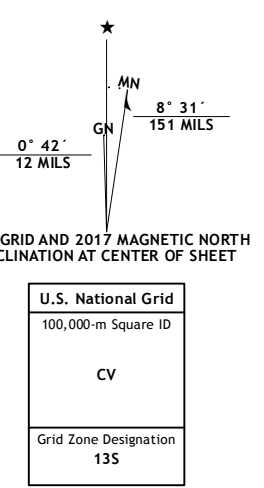 ★
MN
GN
8° 31´
151 MILS
0° 42´
12 MILS
GRID AND 2017 MAGNETIC NORTH
CLINATION AT CENTER OF SHEET
U.S. National Grid
100,000-m Square ID
CV
Grid Zone Designation
13S